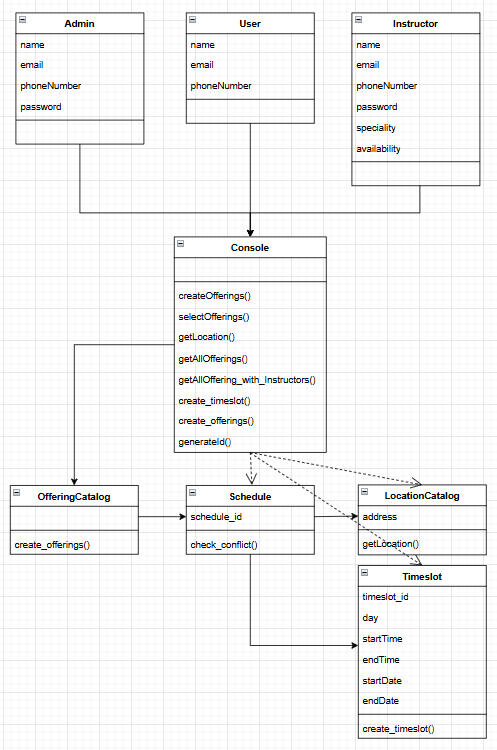 Admin
name
email
phoneNumber
password
User
name
email
phoneNumber
Instructor
name
email
phoneNumber
password
speciality
availability
Console
createOfferings()
selectOfferings()
getLocation()
getAllOfferings()
getAllOffering_with_Instructors()
create_timeslot()
create_offerings()
generateId()
OfferingCatalog
create_offerings()
Schedule
schedule_id
check_conflict()
LocationCatalog
address
getLocation()
Timeslot
timeslot_id
day
startTime
endTime
startDate
endDate
create_timeslot()